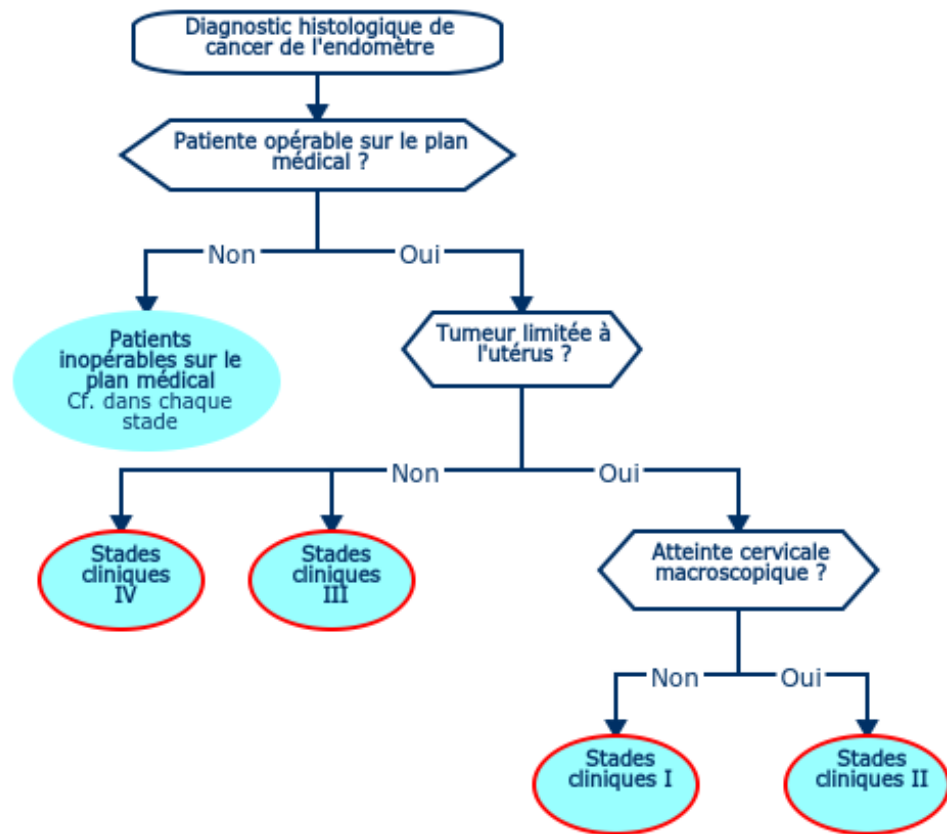 Diagnostic histologique de
cancer de l'endomètre
Patiente opérable sur le plan
médical ?
Non
Oui
Patients
inopérables sur le
plan médical
Cf. dans chaque
stade
Tumeur limitée à
l'utérus ?
Non
Oui
Stades
cliniques
IV
Stades
cliniques
III
Atteinte cervicale
macroscopique ?
Non
Oui
Stades
cliniques I
Stades
cliniques II